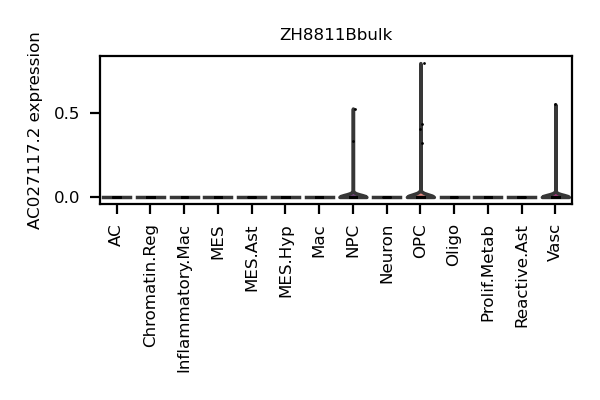 ZH8811Bbulk
AC027117.2 expression
0.5
0.0
AC
Chromatin.Reg
Inflammatory.Mac
MES
MES.Ast
MES.Hyp
Mac
NPC
Neuron
OPC
Oligo
Prolif.Metab
Reactive.Ast
Vasc